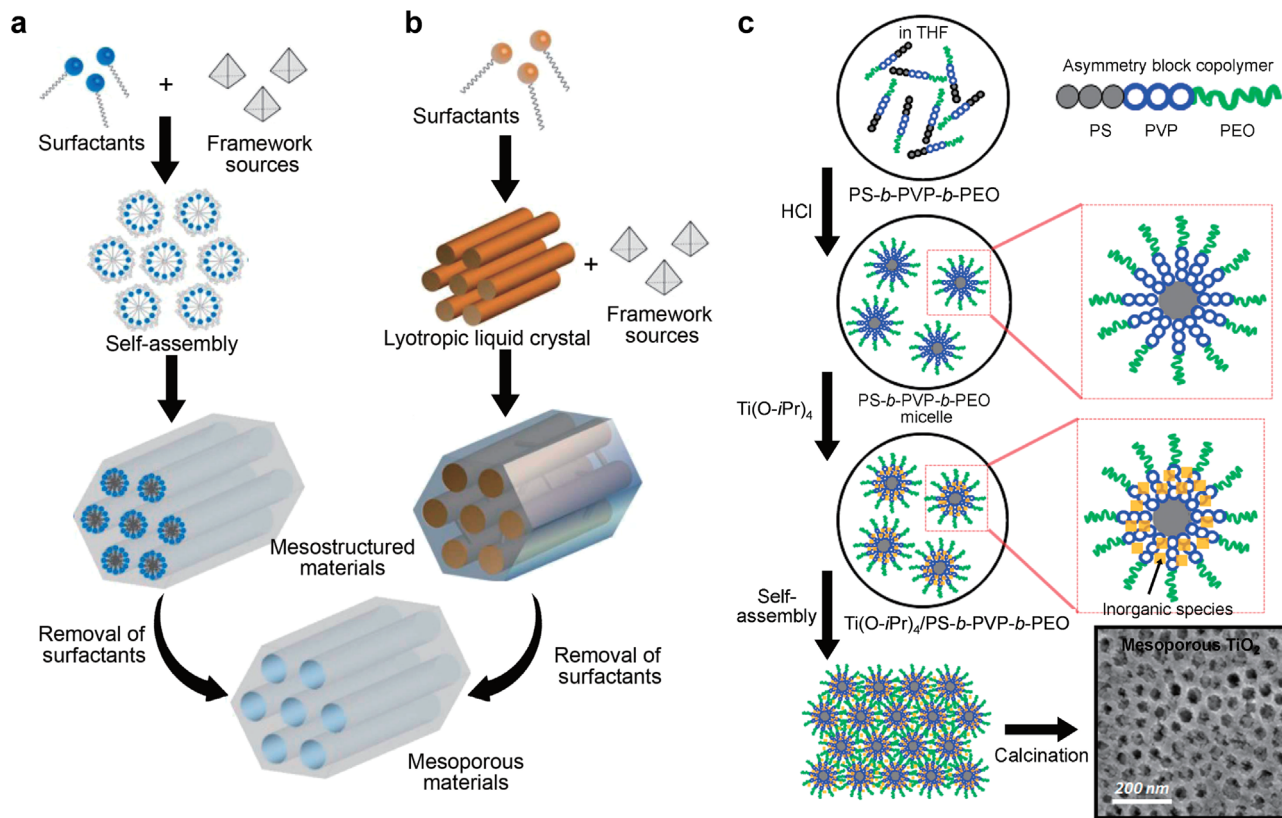 a
Surfactants
+
Framework
sources
Self-assembly
Mesostructured
materials
Removal of
surfactants
b
Surfactants
Lyotropic liquid crystal
+
Framework
sources
Removal of
surfactants
Mesoporous
materials
c
in THF
PS-b-PVP-b-PEO
Asymmetry block copolymer
PS PVP PEO
HCl
PS-b-PVP-b-PEO
micelle
Ti(O-iPr)4
Inorganic species
Ti(O-iPr)4/PS-b-PVP-b-PEO
Self-
assembly
Calcination
Mesoporous TiO2
200 nm